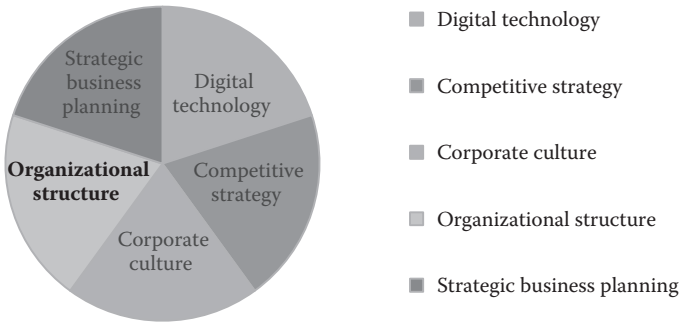 Strategic
business
planning
Digital
technology
Organizational
structure
Competitive
strategy
Corporate
culture
Digital technology
Competitive strategy
Corporate culture
Organizational structure
Strategic business planning